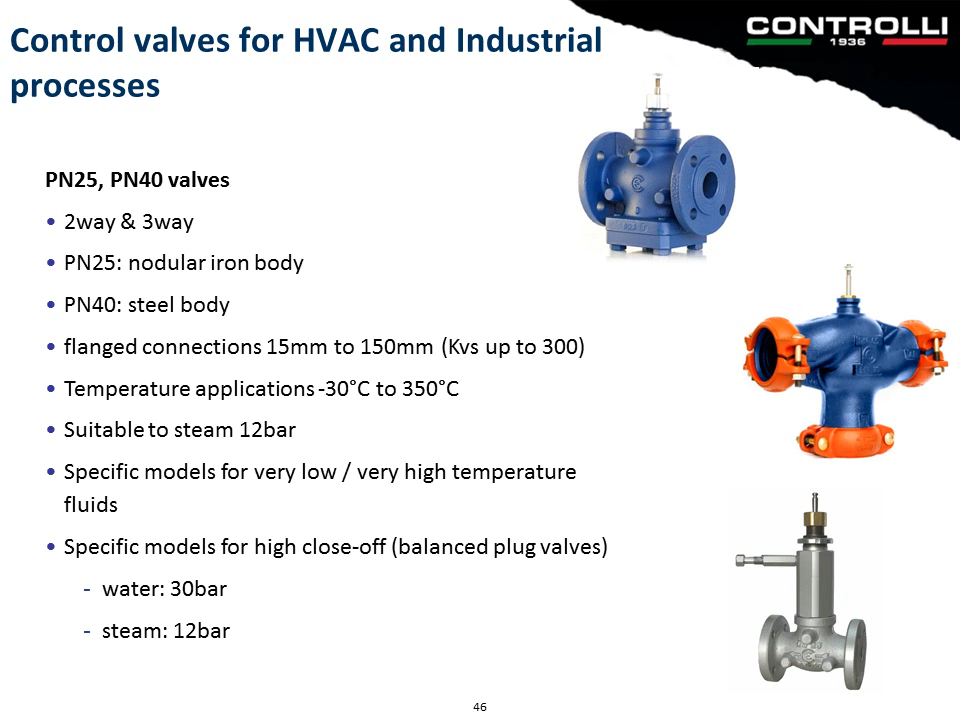 Control valves for HVAC and Industrial
processes
CONTROLLI
1936
PN25, PN40 valves
• 2way & 3way
• PN25: nodular iron body
• PN40: steel body
• flanged connections 15mm to 150mm (Kvs up to 300)
• Temperature applications -30°C to 350°C
• Suitable to steam 12bar
• Specific models for very low / very high temperature
fluids
• Specific models for high close-off (balanced plug valves)
- water: 30bar
- steam: 12bar
46